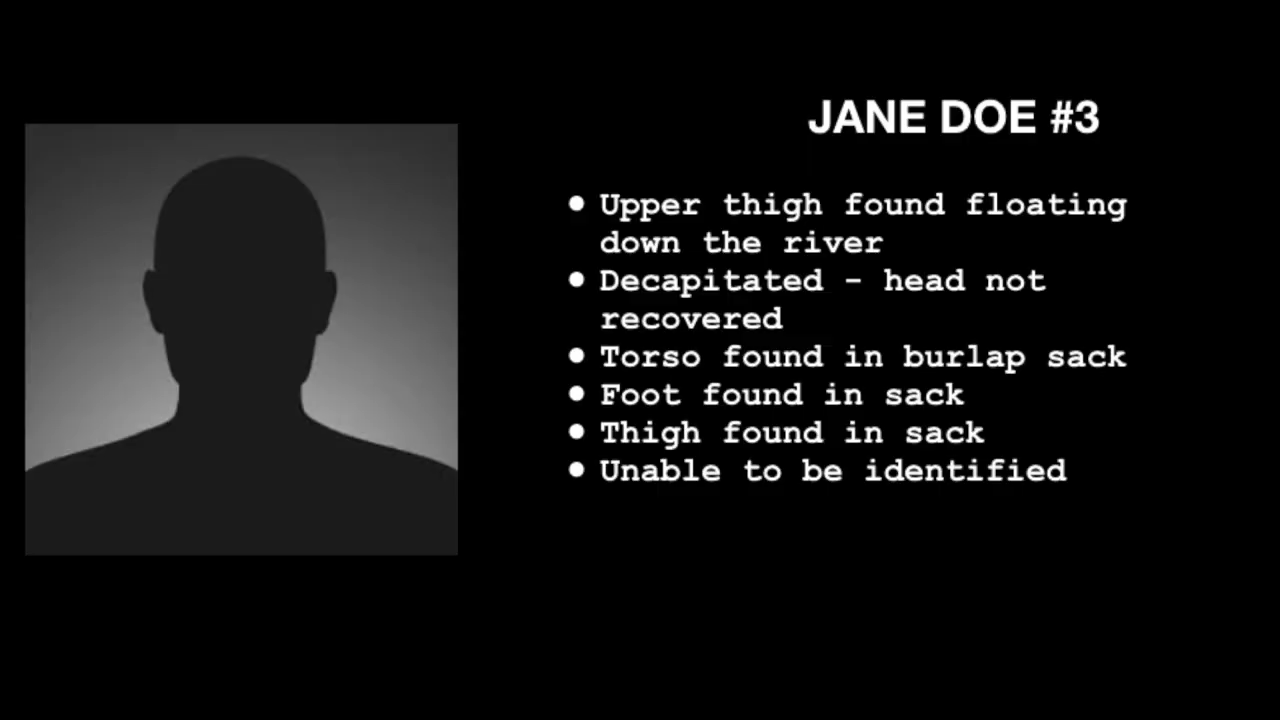 JANE DOE #3
• Upper thigh found floating
down the river
• Decapitated - head not
recovered
• Torso found in burlap sack
• Foot found in sack
• Thigh found in sack
• Unable to be identified